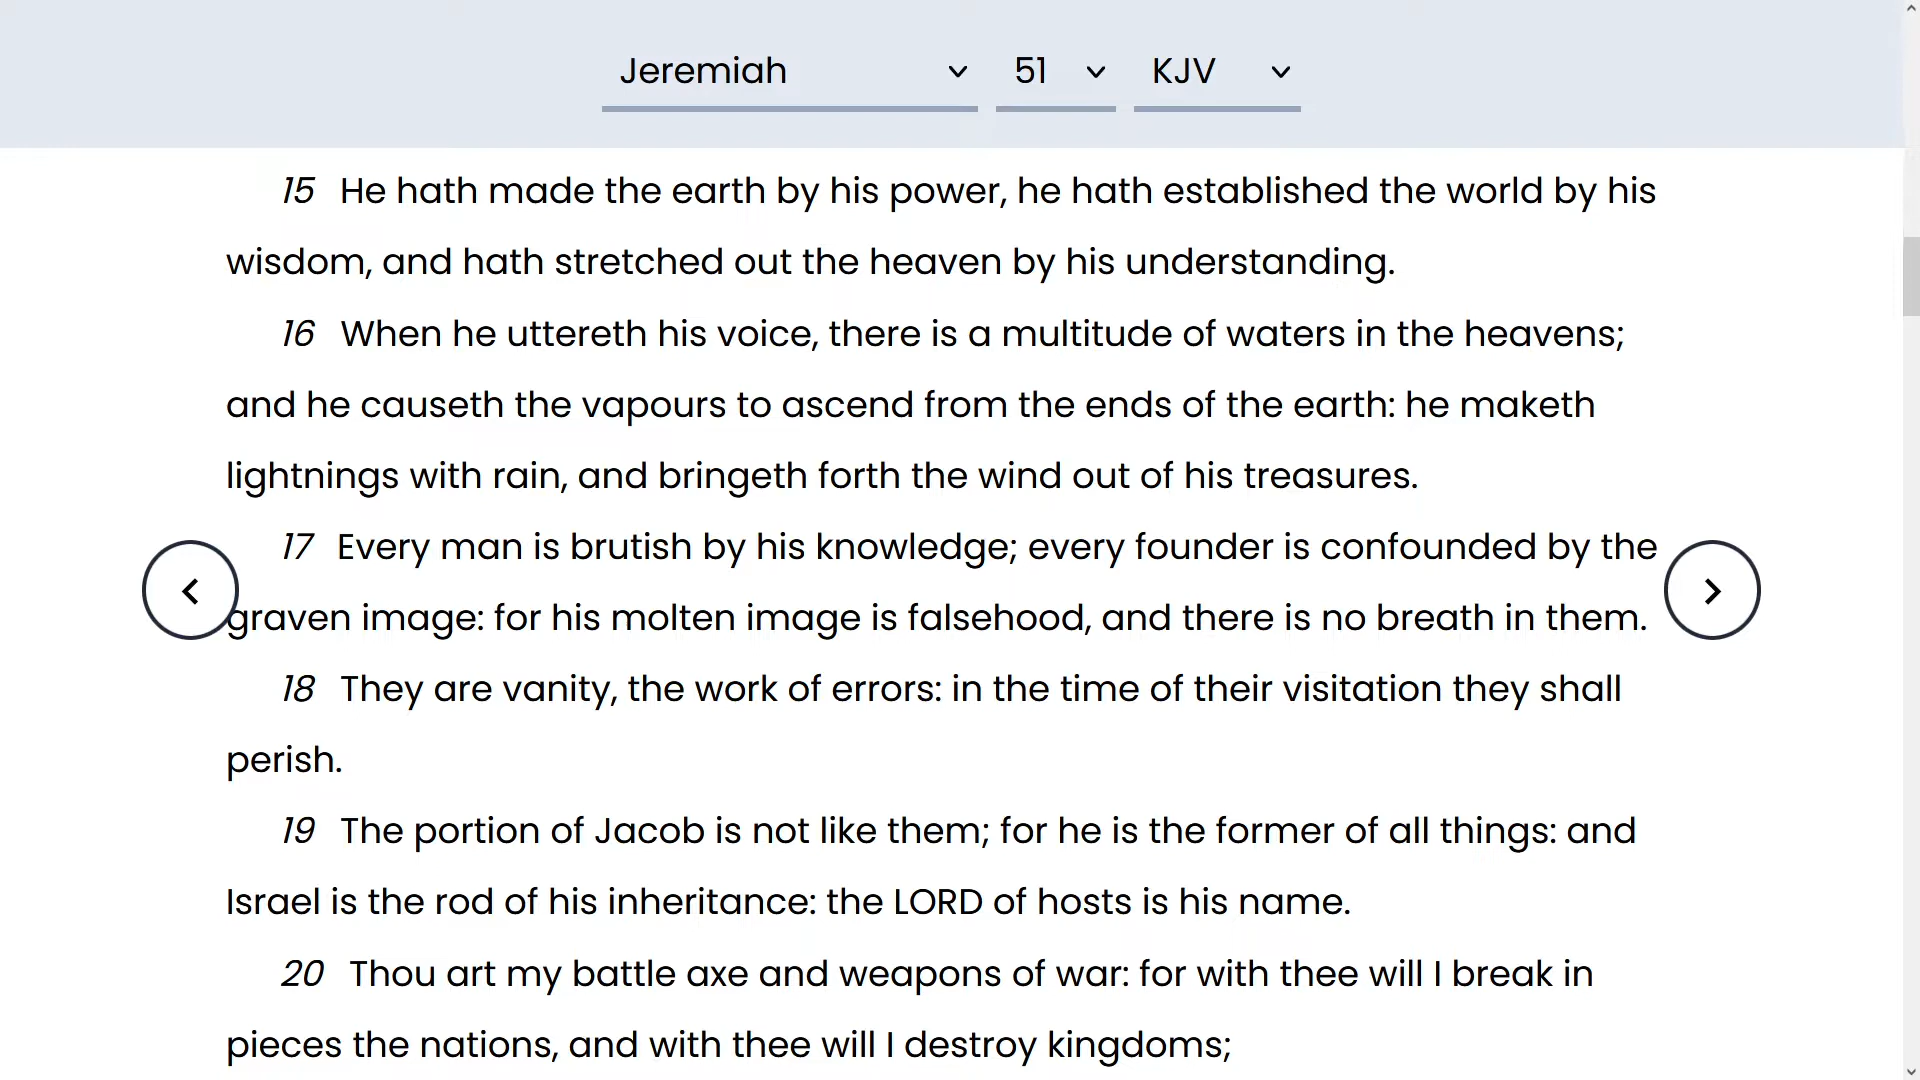 Jeremiah 51 KJV
15 He hath made the earth by his power, he hath established the world by his
wisdom, and hath stretched out the heaven by his understanding.
16 When he uttereth his voice, there is a multitude of waters in the heavens;
and he causeth the vapours to ascend from the ends of the earth: he maketh
lightnings with rain, and bringeth forth the wind out of his treasures.
17 Every man is brutish by his knowledge; every founder is confounded by the
graven image: for his molten image is falsehood, and there is no breath in them.
18 They are vanity, the work of errors: in the time of their visitation they shall
perish.
19 The portion of Jacob is not like them; for he is the former of all things: and
Israel is the rod of his inheritance: the LORD of hosts is his name.
20 Thou art my battle axe and weapons of war: for with thee will I break in
pieces the nations, and with thee will I destroy kingdoms;